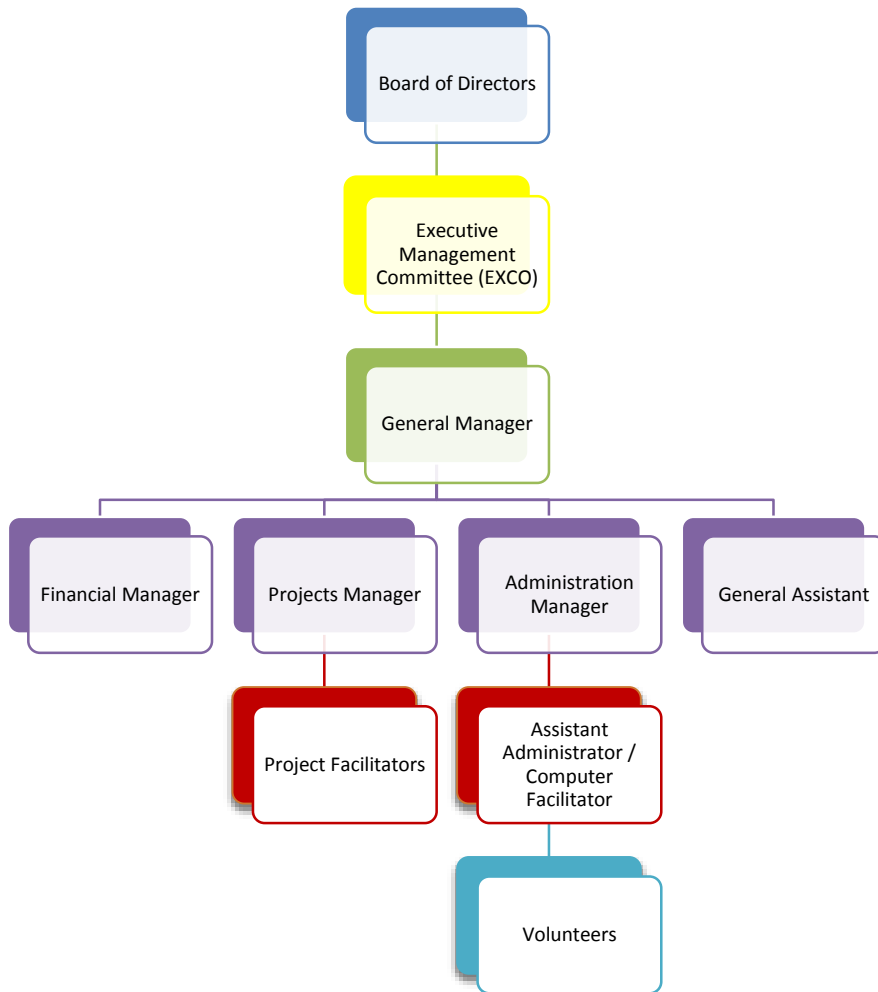 Board of Directors
Executive
Management
Committee (EXCO)
General Manager
Financial Manager
Projects Manager
Administration
Manager
General Assistant
Project Facilitators
Assistant
Administrator /
Computer
Facilitator
Volunteers